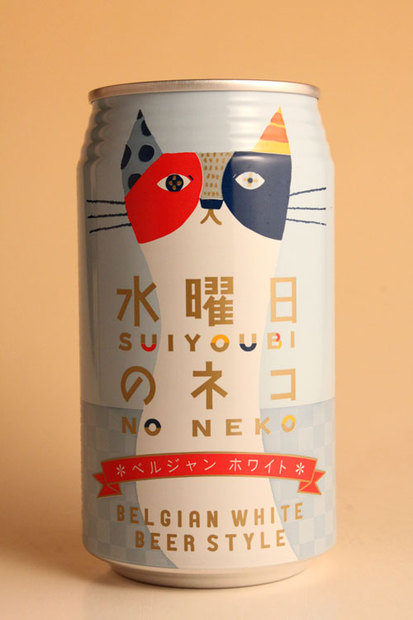 水曜日
SUIYOUBI
のネコ
NO NEKO
＊ベルジャン ホワイト＊
BELGIAN WHITE
BEER STYLE